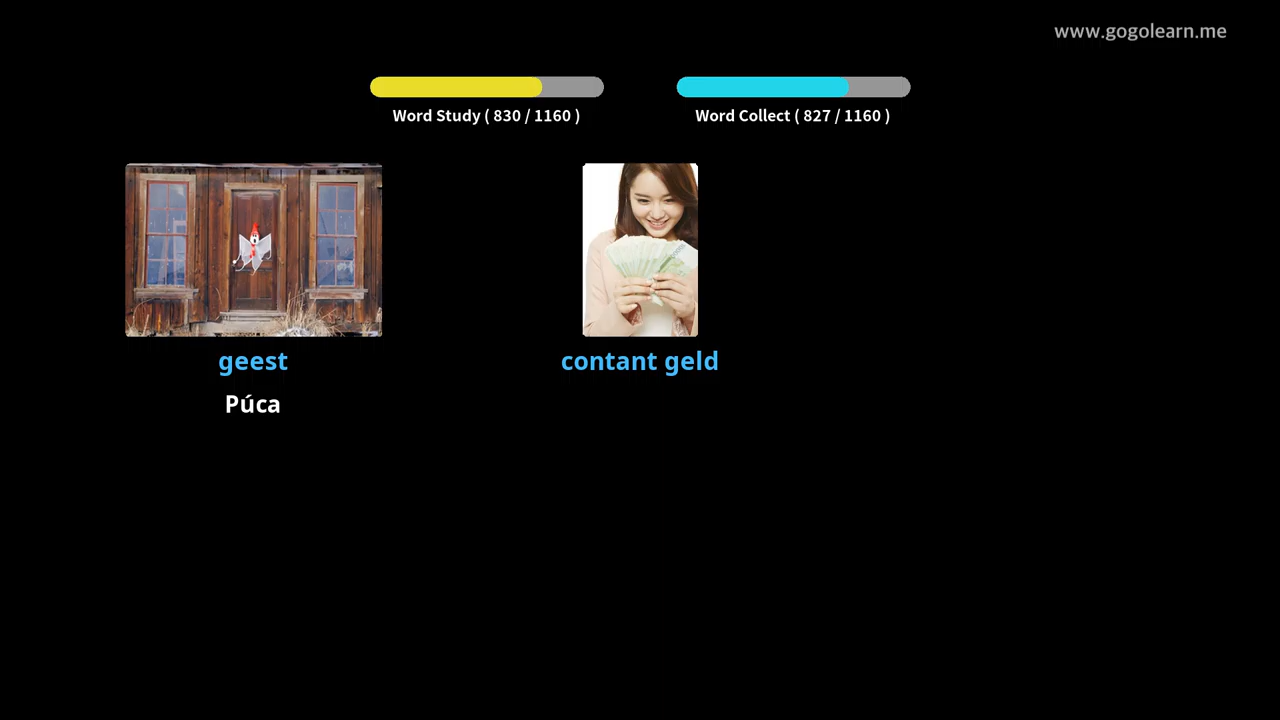 www.gogolearn.me
Word Study ( 830 / 1160 )
Word Collect ( 827 / 1160 )
geest
contant geld
Púca